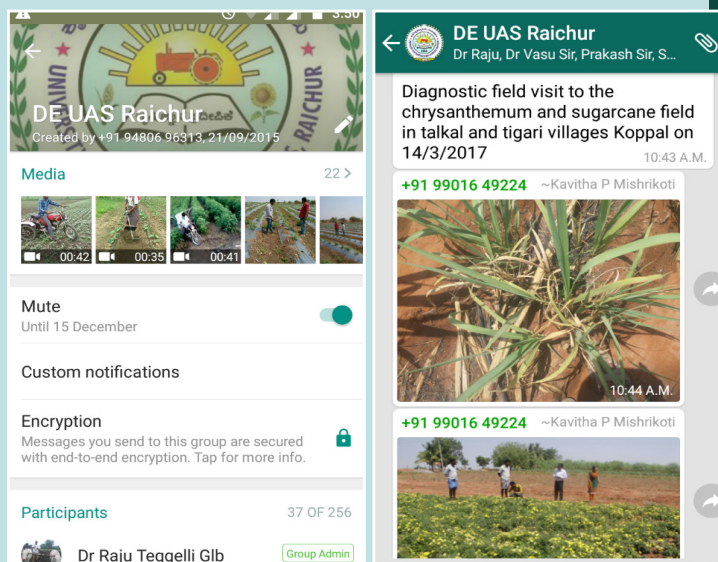 3:50
UNIV
RAICHUR
DE UAS Raichur
Created by +91 94806 96313, 21/09/2015
Media
22 >
00:42
00:35
00:41
Mute
Until 15 December
Custom notifications
Encryption
Messages you send to this group are secured
with end-to-end encryption. Tap for more info.
Participants
37 OF 256
Dr Raju Teggelli Glb
Group Admin
DE UAS Raichur
Dr Raju, Dr Vasu Sir, Prakash Sir, S...
Diagnostic field visit to the
chrysanthemum and sugarcane field
in talkal and tigari villages Koppal on
14/3/2017
10:43 A.M.
+91 99016 49224 ~Kavitha P Mishrikoti
10:44 A.M.
+91 99016 49224 ~Kavitha P Mishrikoti